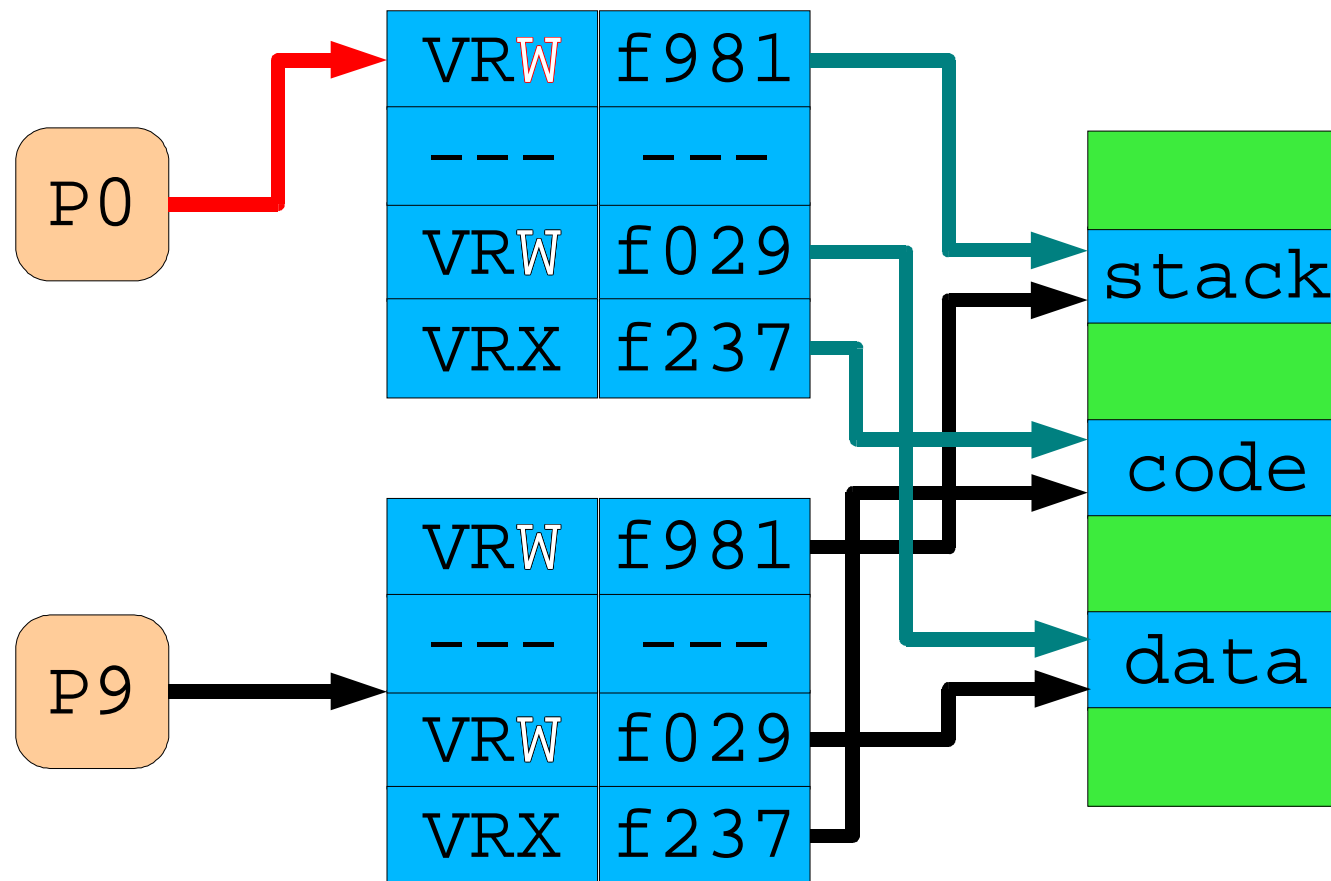 P0
VRW f981
--- ---
VRW f029
VRX f237
P9
VRW f981
--- ---
VRW f029
VRX f237
stack
code
data